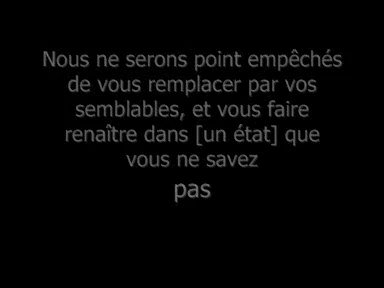 Nous ne serons point empêchés
de vous remplacer par vos
semblables, et vous faire
renaître dans [un état] que
vous ne savez
pas